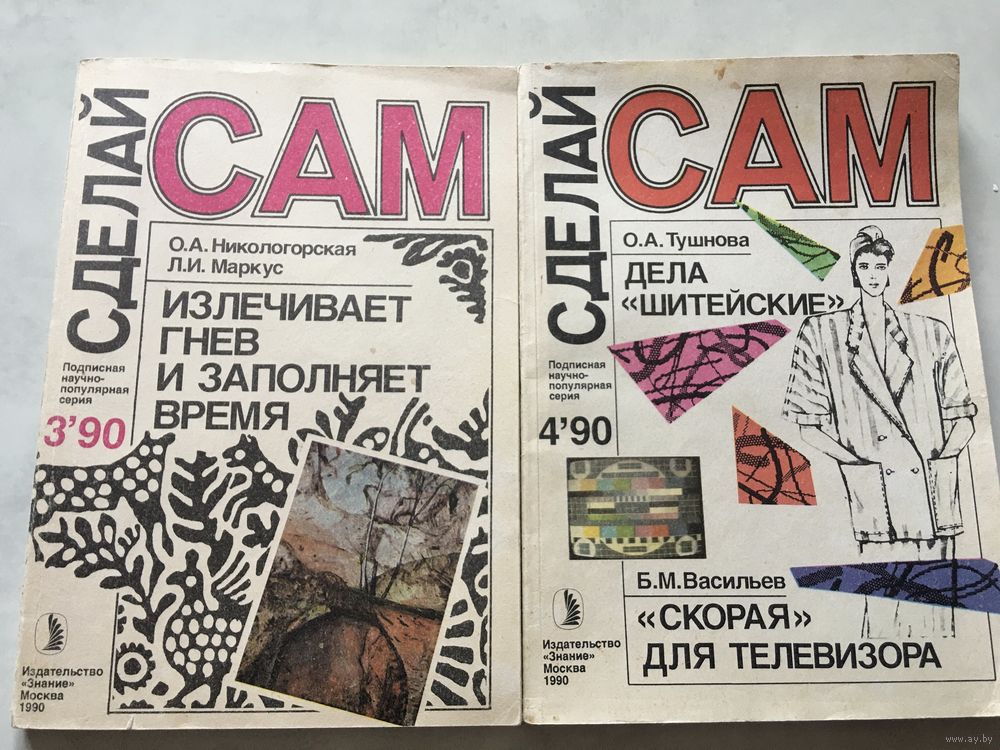 СДЕЛАЙ
САМ
О.А. Никологорская
Л.И. Маркус
ИЗЛЕЧИВАЕТ
ГНЕВ
И ЗАПОЛНЯЕТ
ВРЕМЯ
Подписная
научно-
популярная
серия
3'90
Издательство
«Знание»
Москва
1990
СДЕЛАЙ
САМ
О.А. Тушнова
ДЕЛА
«ШИТЕЙСКИЕ»
Подписная
научно-
популярная
серия
4'90
Б.М. Васильев
«СКОРАЯ»
ДЛЯ ТЕЛЕВИЗОРА
Издательство
«Знание»
Москва
1990
www.ay.by